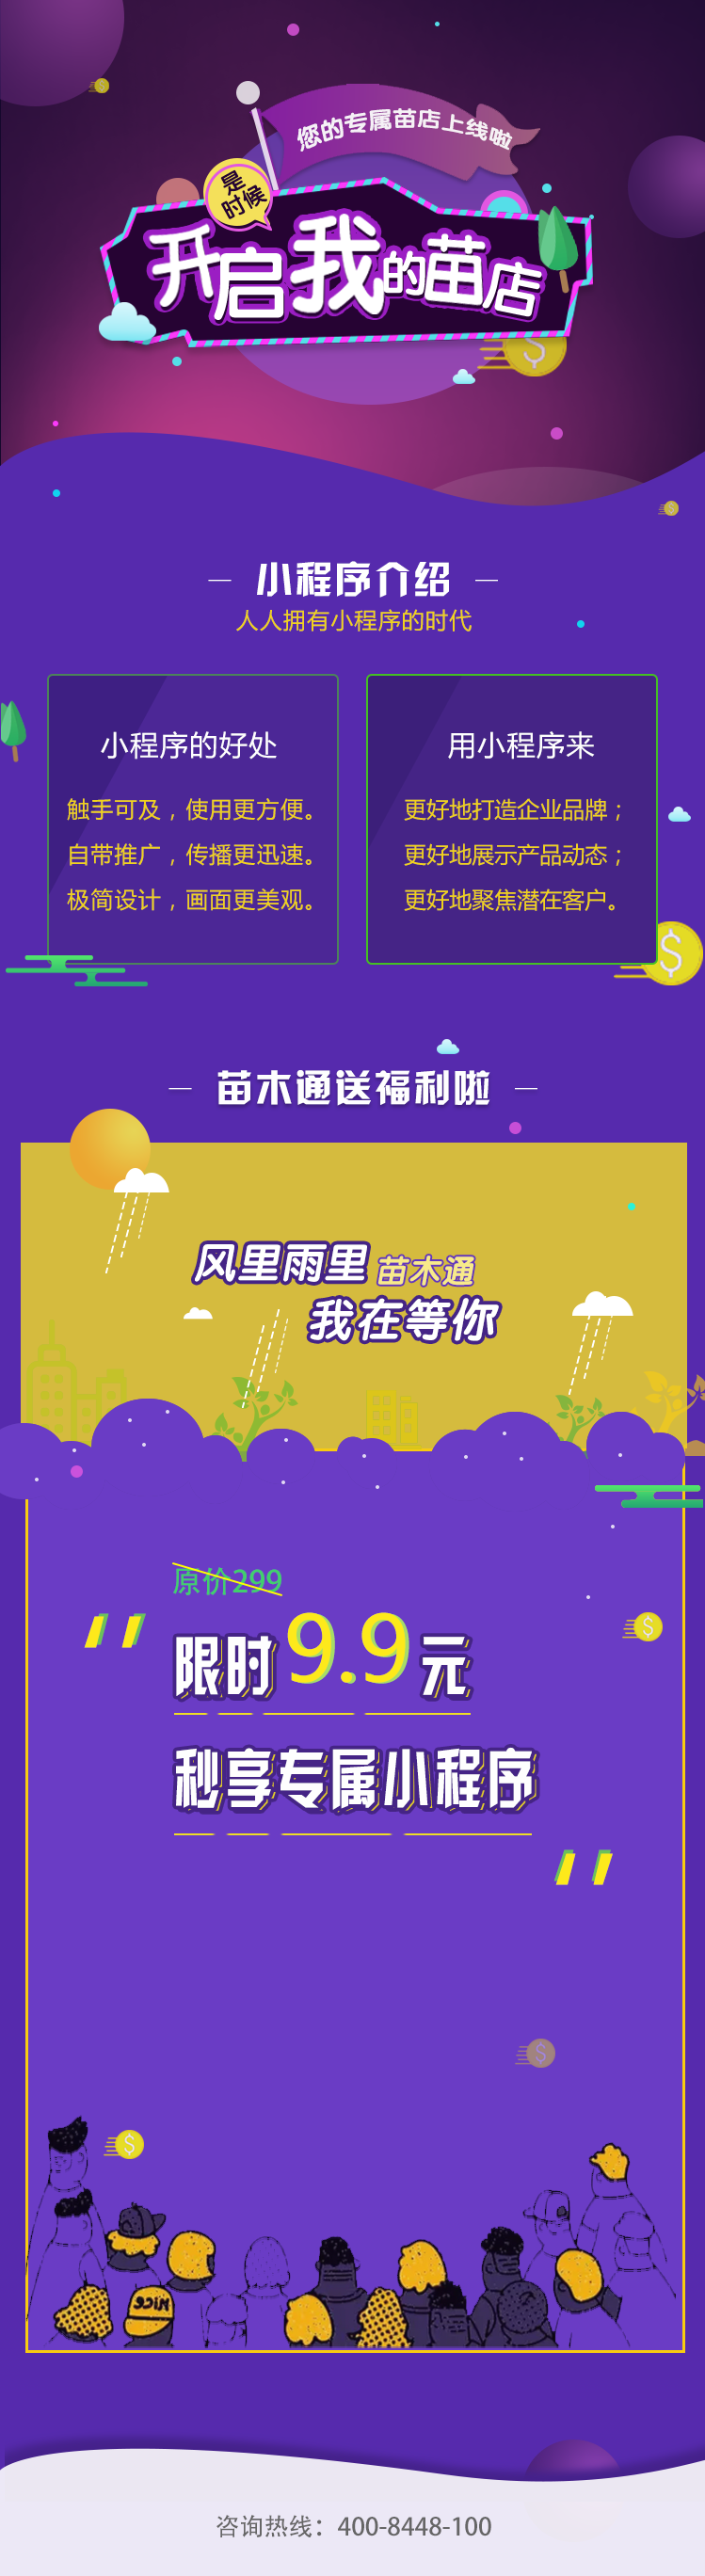 您的专属苗店上线啦
是
时候
开启我的苗店
小程序介绍
人人拥有小程序的时代
小程序的好处
触手可及，使用更方便。
自带推广，传播更迅速。
极简设计，画面更美观。
用小程序来
更好地打造企业品牌；
更好地展示产品动态；
更好地聚焦潜在客户。
苗木通送福利啦
风里雨里 苗木通
我在等你
原价299
限时9.9元
秒享专属小程序
咨询热线：400-8448-100